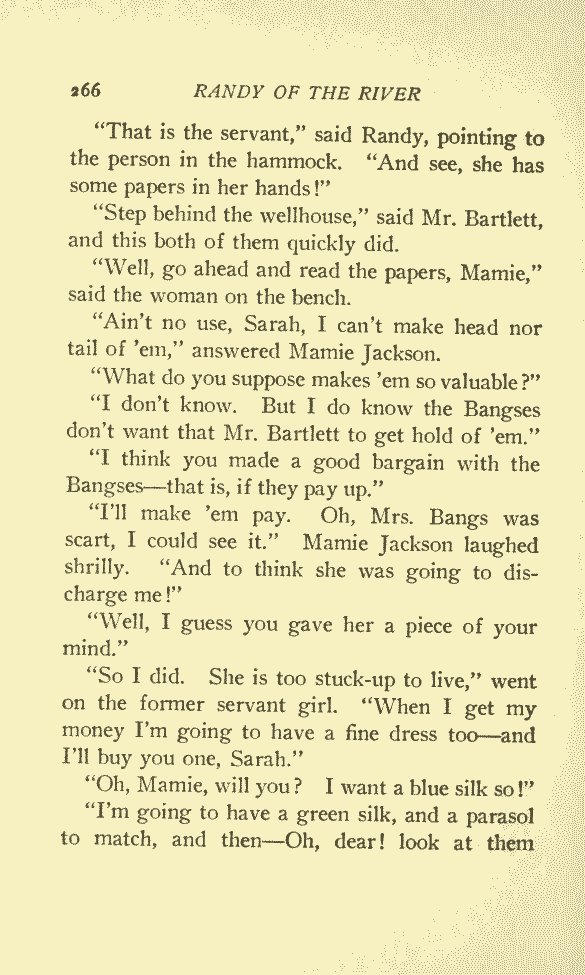 266 RANDY OF THE RIVER
“That is the servant,” said Randy, pointing to
the person in the hammock. “And see, she has
some papers in her hands!”
“Step behind the wellhouse,” said Mr. Bartlett,
and this both of them quickly did.
“Well, go ahead and read the papers, Mamie,”
said the woman on the bench.
“Ain't no use, Sarah, I can't make head nor
tail of 'em,” answered Mamie Jackson.
“What do you suppose makes 'em so valuable?”
“I don't know. But I do know the Bangses
don't want that Mr. Bartlett to get hold of 'em.”
“I think you made a good bargain with the
Bangses—that is, if they pay up.”
“I'll make 'em pay. Oh, Mrs. Bangs was
scart, I could see it.” Mamie Jackson laughed
shrilly. “And to think she was going to dis-
charge me!”
“Well, I guess you gave her a piece of your
mind.”
“So I did. She is too stuck-up to live,” went
on the former servant girl. “When I get my
money I'm going to have a fine dress too—and
I'll buy you one, Sarah.”
“Oh, Mamie, will you? I want a blue silk so!”
“I'm going to have a green silk, and a parasol
to match, and then—Oh, dear! look at them